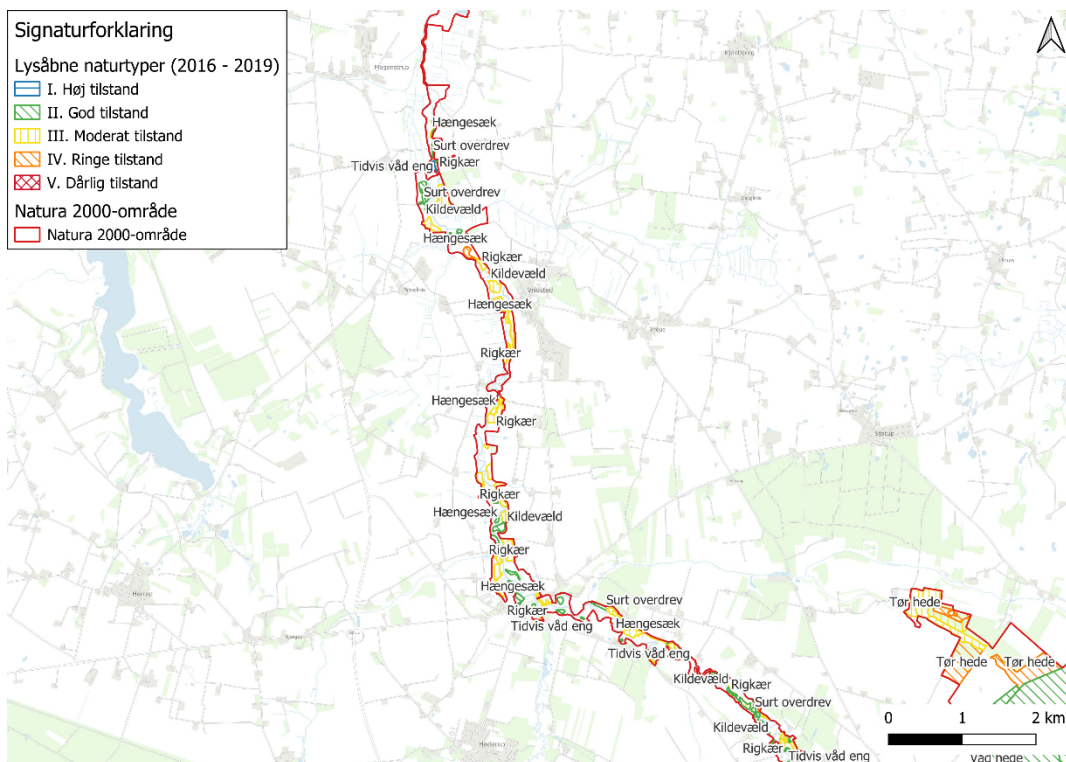 Signaturforklaring
Lysåbne naturtyper (2016 - 2019)
I. Høj tilstand
II. God tilstand
III. Moderat tilstand
IV. Ringe tilstand
V. Dårlig tilstand
Natura 2000-område
Natura 2000-område
Hængesæk
Surt overdrev
Rigkær
Tidvis våd eng
Surt overdrev
Kildevæld
Hængesæk
Rigkær
Kildevæld
Hængesæk
Rigkær
Hængesæk
Rigkær
Rigkær
Hængesæk
Kildevæld
Rigkær
Hængesæk
Rigkær
Tidvis våd eng
Surt overdrev
Hængesæk
Tidvis våd eng
Kildevæld
Rigkær
Surt overdrev
Kildevæld
Rigkær
Tidvis våd eng
Tør hede
Tør hede
Tør hede
0 1 2 km
Våd hede
Haderup